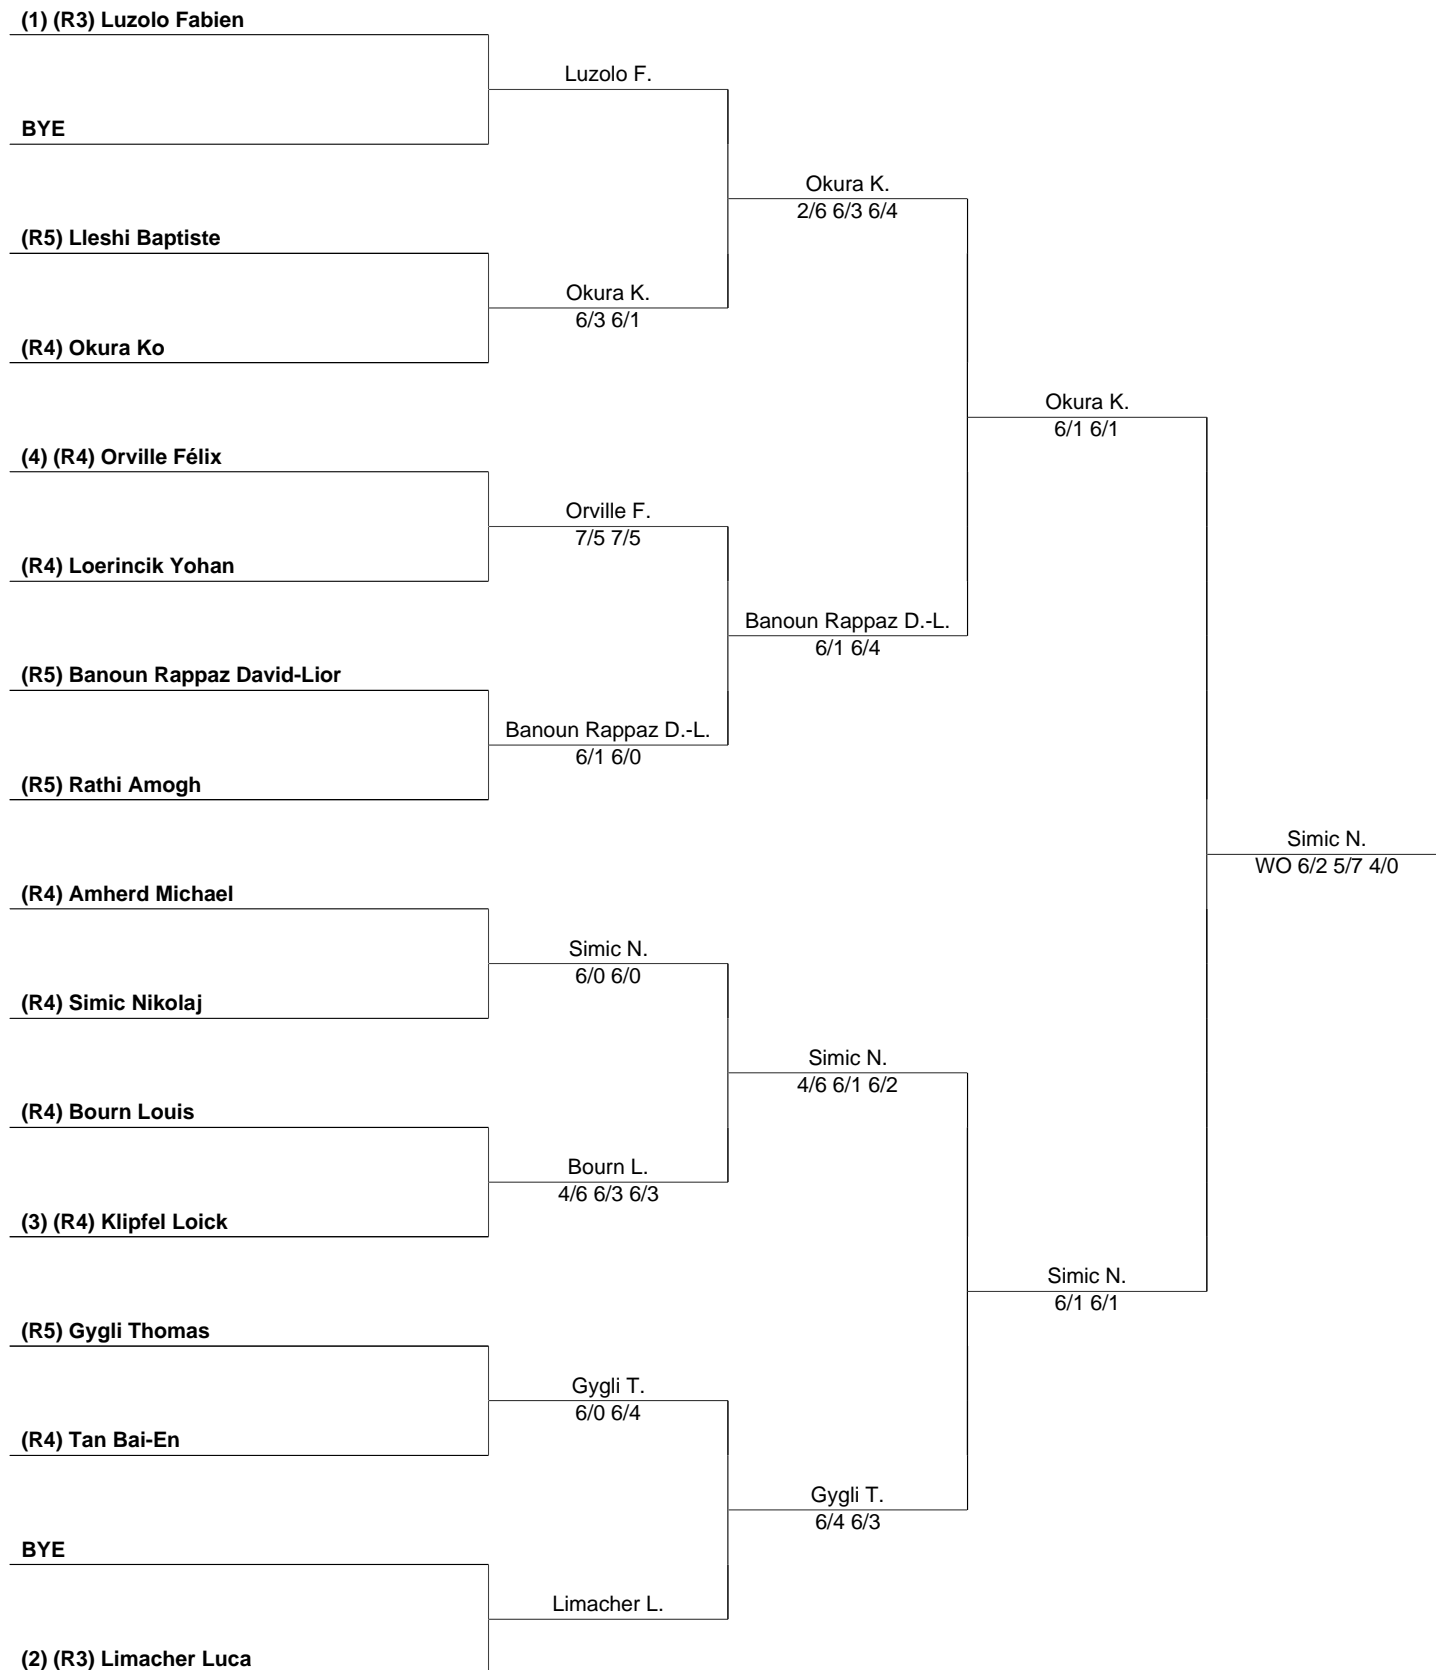 (1) (R3) Luzolo Fabien
Luzolo F.
BYE
Okura K.
2/6 6/3 6/4
(R5) Lleshi Baptiste
Okura K.
6/3 6/1
(R4) Okura Ko
Okura K.
6/1 6/1
(4) (R4) Orville Félix
Orville F.
7/5 7/5
(R4) Loerincik Yohan
Banoun Rappaz D.-L.
6/1 6/4
(R5) Banoun Rappaz David-Lior
Banoun Rappaz D.-L.
6/1 6/0
(R5) Rathi Amogh
Simic N.
WO 6/2 5/7 4/0
(R4) Amherd Michael
Simic N.
6/0 6/0
(R4) Simic Nikolaj
Simic N.
4/6 6/1 6/2
(R4) Bourn Louis
Bourn L.
4/6 6/3 6/3
(3) (R4) Klipfel Loick
Simic N.
6/1 6/1
(R5) Gygli Thomas
Gygli T.
6/0 6/4
(R4) Tan Bai-En
Gygli T.
6/4 6/3
BYE
Limacher L.
(2) (R3) Limacher Luca